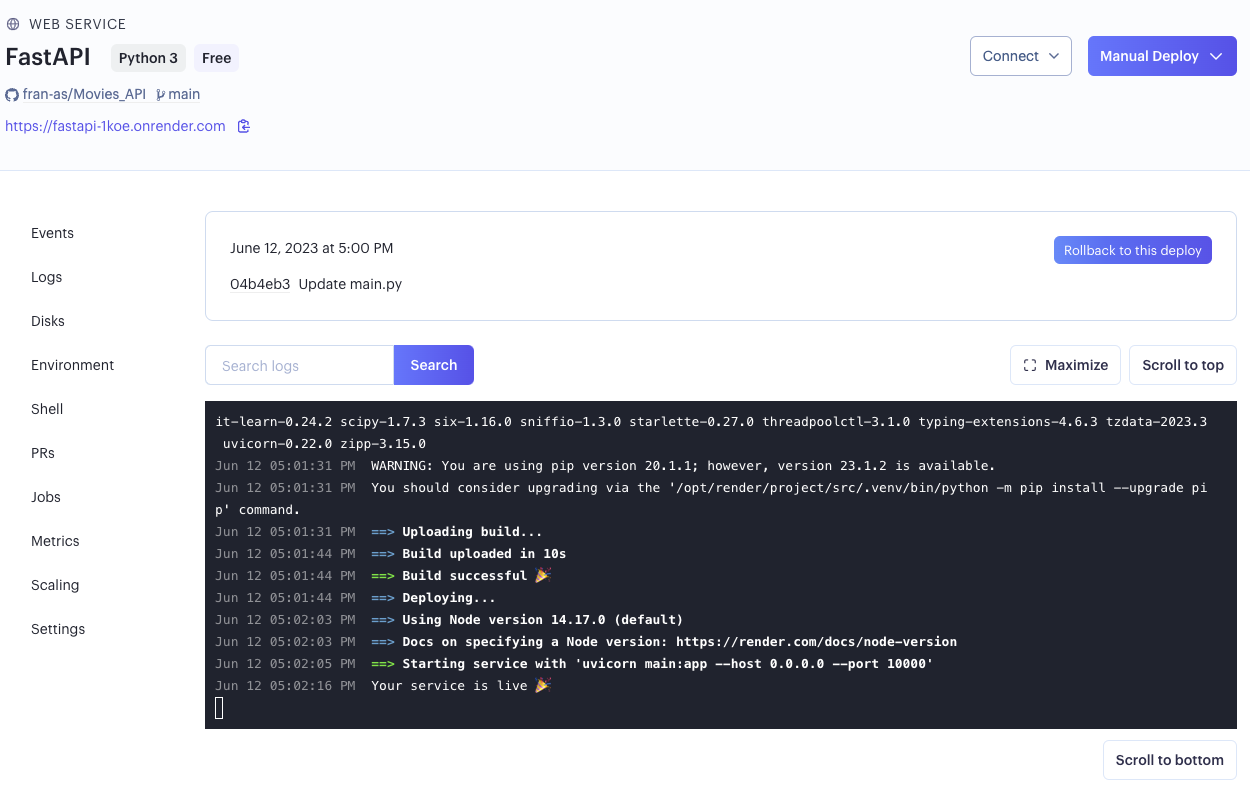 WEB SERVICE
FastAPI Python 3 Free
Connect Manual Deploy
fran-as/Movies_API main
https://fastapi-1koe.onrender.com
Events
Logs
Disks
Environment
Shell
PRs
Jobs
Metrics
Scaling
Settings
June 12, 2023 at 5:00 PM
Rollback to this deploy
04b4eb3 Update main.py
Search logs Search
Maximize Scroll to top
it-learn-0.24.2 scipy-1.7.3 six-1.16.0 sniffio-1.3.0 starlette-0.27.0 threadpoolctl-3.1.0 typing-extensions-4.6.3 tzdata-2023.3
uvicorn-0.22.0 zipp-3.15.0
Jun 12 05:01:31 PM WARNING: You are using pip version 20.1.1; however, version 23.1.2 is available.
Jun 12 05:01:31 PM You should consider upgrading via the '/opt/render/project/src/.venv/bin/python -m pip install --upgrade pi
p' command.
Jun 12 05:01:31 PM ==> Uploading build...
Jun 12 05:01:44 PM ==> Build uploaded in 10s
Jun 12 05:01:44 PM ==> Build successful 🎉
Jun 12 05:01:44 PM ==> Deploying...
Jun 12 05:02:03 PM ==> Using Node version 14.17.0 (default)
Jun 12 05:02:03 PM ==> Docs on specifying a Node version: https://render.com/docs/node-version
Jun 12 05:02:05 PM ==> Starting service with 'uvicorn main:app --host 0.0.0.0 --port 10000'
Jun 12 05:02:16 PM Your service is live 🎉
Scroll to bottom